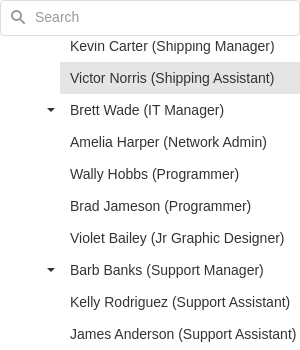 Search
Kevin Carter (Shipping Manager)
Victor Norris (Shipping Assistant)
Brett Wade (IT Manager)
Amelia Harper (Network Admin)
Wally Hobbs (Programmer)
Brad Jameson (Programmer)
Violet Bailey (Jr Graphic Designer)
Barb Banks (Support Manager)
Kelly Rodriguez (Support Assistant)
James Anderson (Support Assistant)